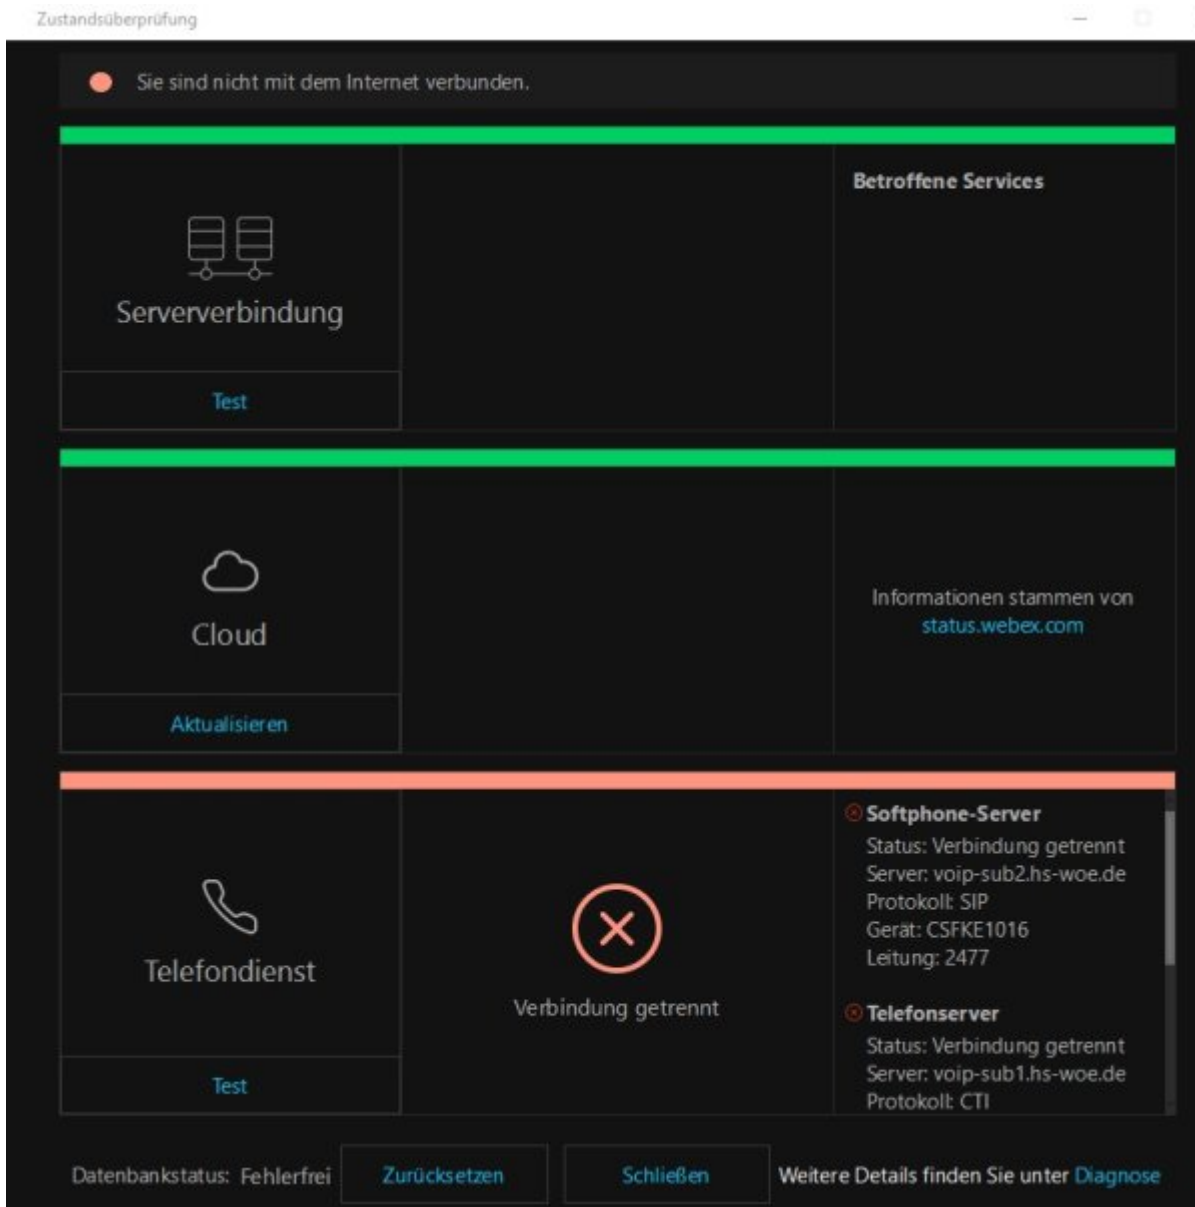 Zustandsüberprüfung
Sie sind nicht mit dem Internet verbunden.
Serververbindung
Test
Betroffene Services
Cloud
Aktualisieren
Informationen stammen von
status.webex.com
Telefondienst
Test
Verbindung getrennt
Softphone-Server
Status: Verbindung getrennt
Server: voip-sub2.hs-woe.de
Protokoll: SIP
Gerät: CSFKE1016
Leitung: 2477
Telefonserver
Status: Verbindung getrennt
Server: voip-sub1.hs-woe.de
Protokoll: CTI
Datenbankstatus: Fehlerfrei
Zurücksetzen
Schließen
Weitere Details finden Sie unter Diagnose